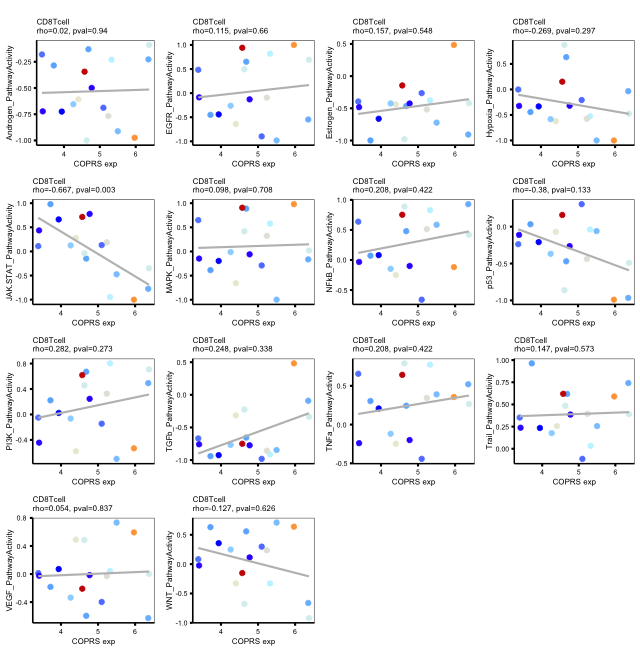 CD8Tcell
rho=0.02, pval=0.94
Androgen_PathwayActivity
-0.25
-0.50
-0.75
-1.00
4
5
6
COPRS exp
CD8Tcell
rho=0.115, pval=0.66
EGFR_PathwayActivity
1.0
0.5
0.0
-0.5
-1.0
4
5
6
COPRS exp
CD8Tcell
rho=0.157, pval=0.548
Estrogen_PathwayActivity
0.5
0.0
-0.5
-1.0
4
5
6
COPRS exp
CD8Tcell
rho=-0.269, pval=0.297
Hypoxia_PathwayActivity
0.5
0.0
-0.5
-1.0
4
5
6
COPRS exp
CD8Tcell
rho=-0.667, pval=0.003
JAK-STAT_PathwayActivity
1.0
0.5
0.0
-0.5
-1.0
4
5
6
COPRS exp
CD8Tcell
rho=0.098, pval=0.708
MAPK_PathwayActivity
1.0
0.5
0.0
-0.5
-1.0
4
5
6
COPRS exp
CD8Tcell
rho=0.208, pval=0.422
NFkB_PathwayActivity
1.0
0.5
0.0
-0.5
4
5
6
COPRS exp
CD8Tcell
rho=-0.38, pval=0.133
p53_PathwayActivity
0.0
-0.5
-1.0
4
5
6
COPRS exp
CD8Tcell
rho=0.282, pval=0.273
PI3K_PathwayActivity
0.8
0.4
0.0
-0.4
4
5
6
COPRS exp
CD8Tcell
rho=0.248, pval=0.338
TGFb_PathwayActivity
0.5
0.0
-0.5
-1.0
4
5
6
COPRS exp
CD8Tcell
rho=0.208, pval=0.422
TNFa_PathwayActivity
0.5
0.0
-0.5
4
5
6
COPRS exp
CD8Tcell
rho=0.147, pval=0.573
Trail_PathwayActivity
1.00
0.75
0.50
0.25
0.00
4
5
6
COPRS exp
CD8Tcell
rho=0.054, pval=0.837
VEGF_PathwayActivity
0.8
0.4
0.0
-0.4
4
5
6
COPRS exp
CD8Tcell
rho=-0.127, pval=0.626
WNT_PathwayActivity
0.5
0.0
-0.5
-1.0
4
5
6
COPRS exp